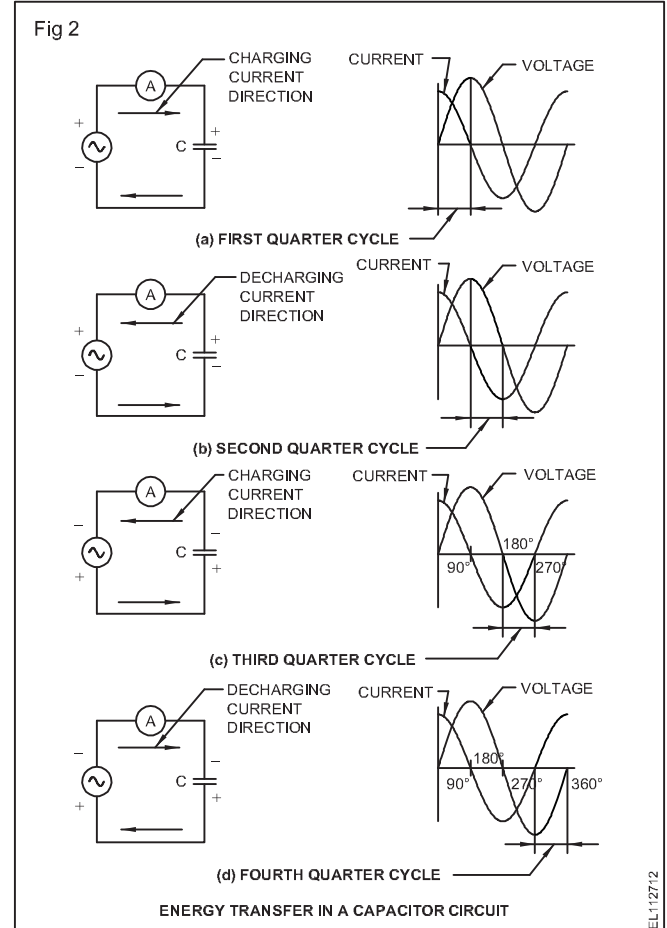 Fig 2
CHARGING
CURRENT
DIRECTION
CURRENT
VOLTAGE
A
+
−
C
+
−
(a) FIRST QUARTER CYCLE
DECHARGING
CURRENT
DIRECTION
CURRENT
VOLTAGE
A
+
−
C
+
−
(b) SECOND QUARTER CYCLE
CHARGING
CURRENT
DIRECTION
CURRENT
VOLTAGE
A
−
+
C
−
+
180°
90°
270°
(c) THIRD QUARTER CYCLE
DECHARGING
CURRENT
DIRECTION
CURRENT
VOLTAGE
A
−
+
C
−
+
180°
90°
270°
360°
(d) FOURTH QUARTER CYCLE
ENERGY TRANSFER IN A CAPACITOR CIRCUIT
EL112712